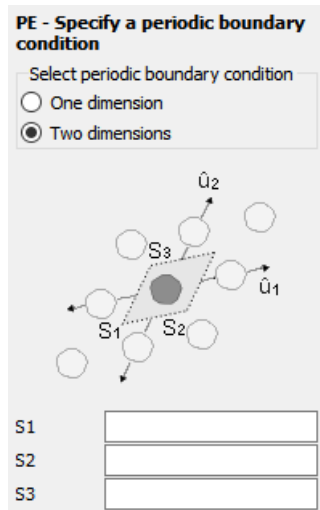 PE - Specify a periodic boundary
condition
Select periodic boundary condition
One dimension
Two dimensions
û2
S3
û1
S1
S2
S1
S2
S3